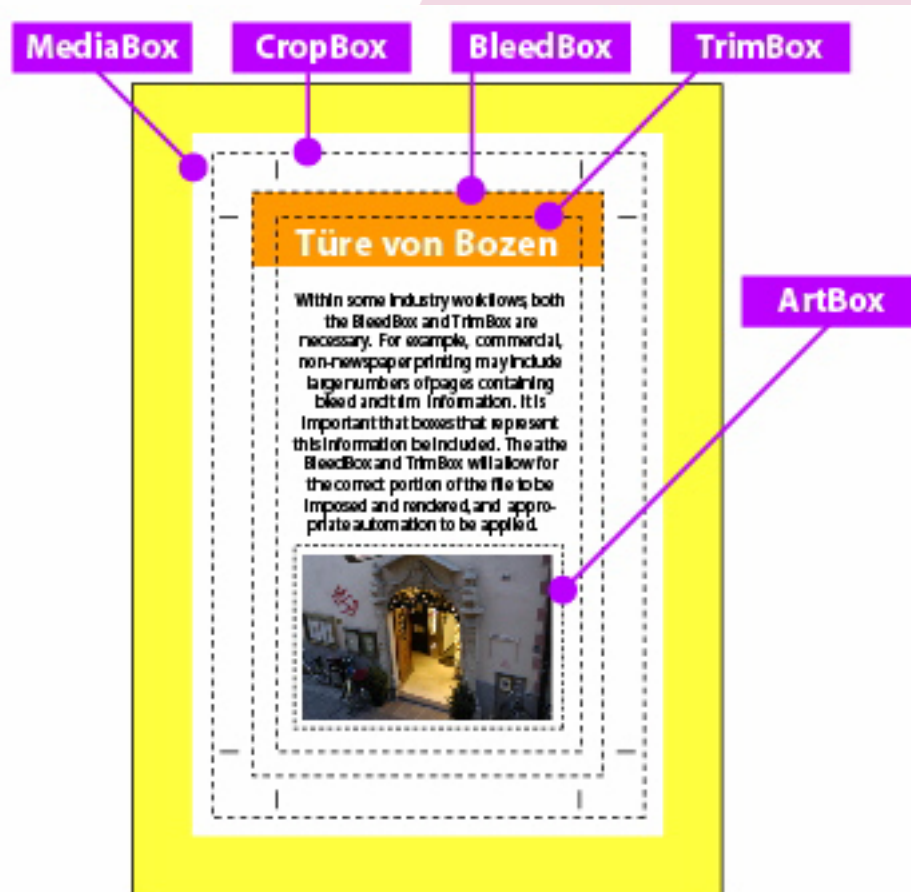 MediaBox
CropBox
BleedBox
TrimBox
Türe von Bozen
ArtBox
Within some industry workflows, both
the BleedBox and TrimBox are
necessary. For example, commercial,
non-newspaper printing may include
large numbers of pages containing
bleed and trim information. It is
important that boxes that represent
this information be included. The athe
BleedBox and TrimBox will allow for
the correct portion of the file to be
imposed and rendered, and appro-
priate automation to be applied.